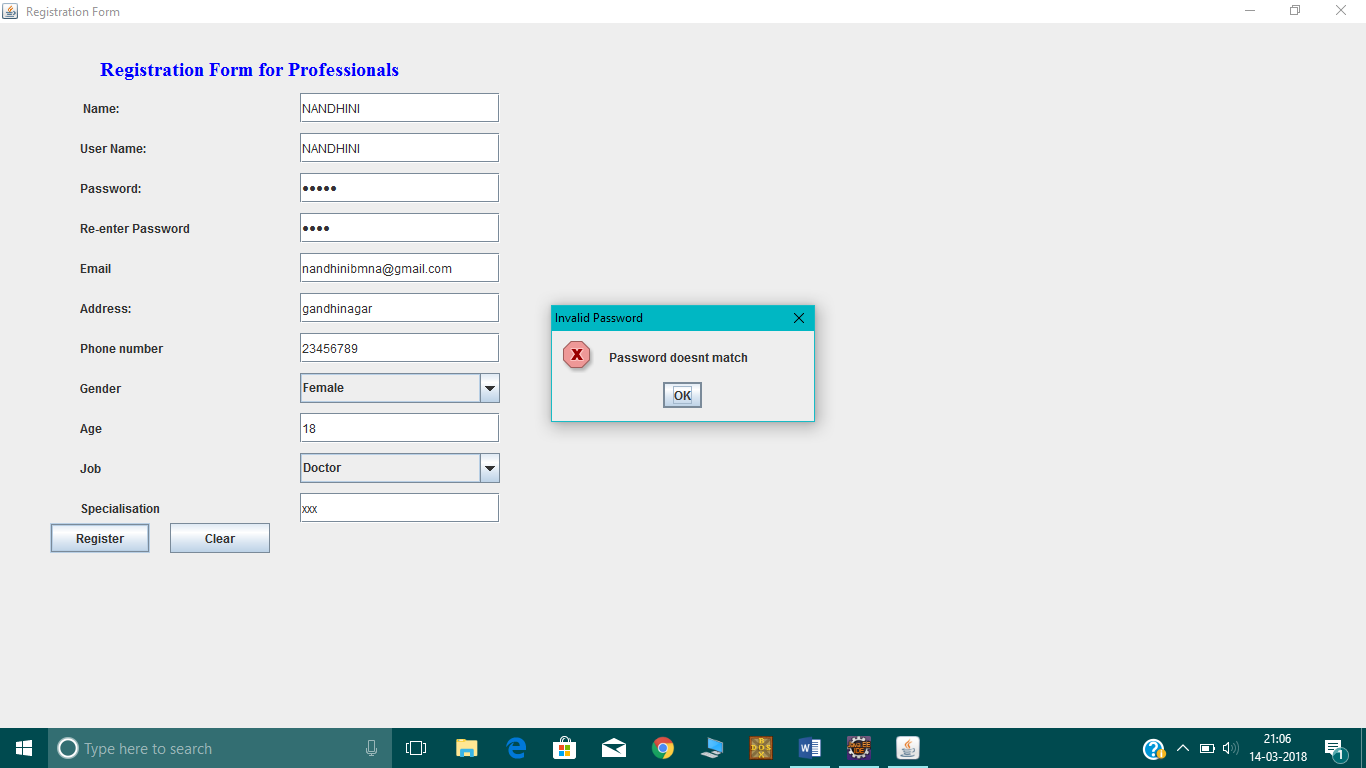 Registration Form
Registration Form for Professionals
Name: NANDHINI
User Name: NANDHINI
Password: •••••
Re-enter Password ••••
Email nandhinibmna@gmail.com
Address: gandhinagar
Phone number 23456789
Gender Female
Age 18
Job Doctor
Specialisation xxx
Register Clear
Invalid Password
X Password doesnt match
OK
Type here to search
21:06
14-03-2018
1